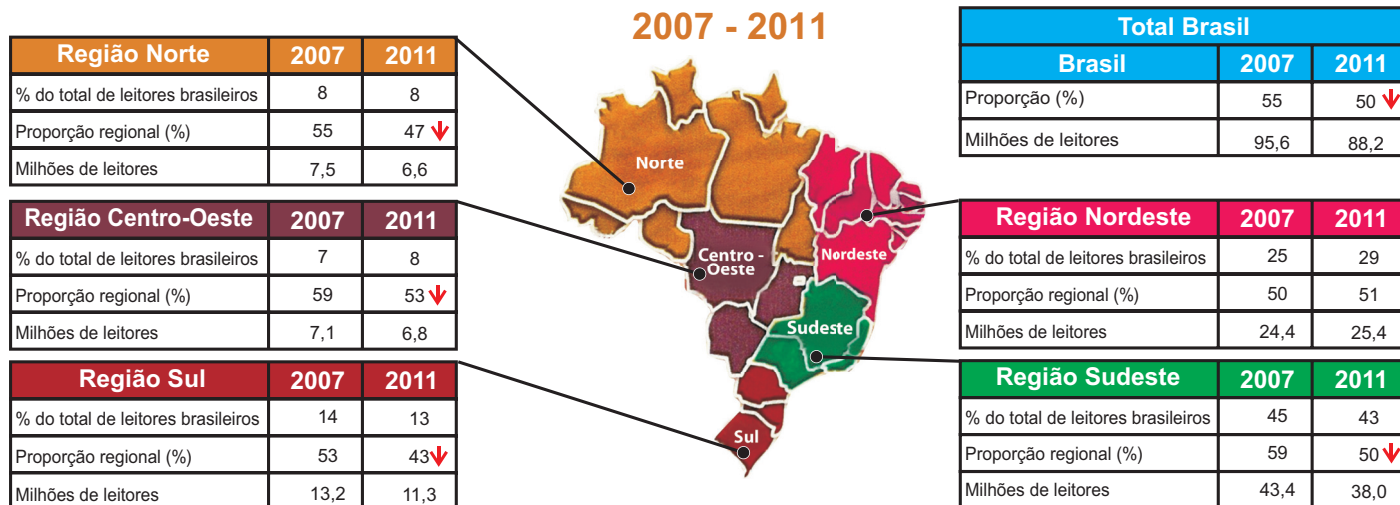 2007 - 2011
Região Norte 2007 2011
% do total de leitores brasileiros 8 8
Proporção regional (%) 55 47
Milhões de leitores 7,5 6,6
Região Centro-Oeste 2007 2011
% do total de leitores brasileiros 7 8
Proporção regional (%) 59 53
Milhões de leitores 7,1 6,8
Região Sul 2007 2011
% do total de leitores brasileiros 14 13
Proporção regional (%) 53 43
Milhões de leitores 13,2 11,3
Norte
Centro -
Oeste
Nordeste
Sudeste
Sul
Total Brasil
Brasil 2007 2011
Proporção (%) 55 50
Milhões de leitores 95,6 88,2
Região Nordeste 2007 2011
% do total de leitores brasileiros 25 29
Proporção regional (%) 50 51
Milhões de leitores 24,4 25,4
Região Sudeste 2007 2011
% do total de leitores brasileiros 45 43
Proporção regional (%) 59 50
Milhões de leitores 43,4 38,0